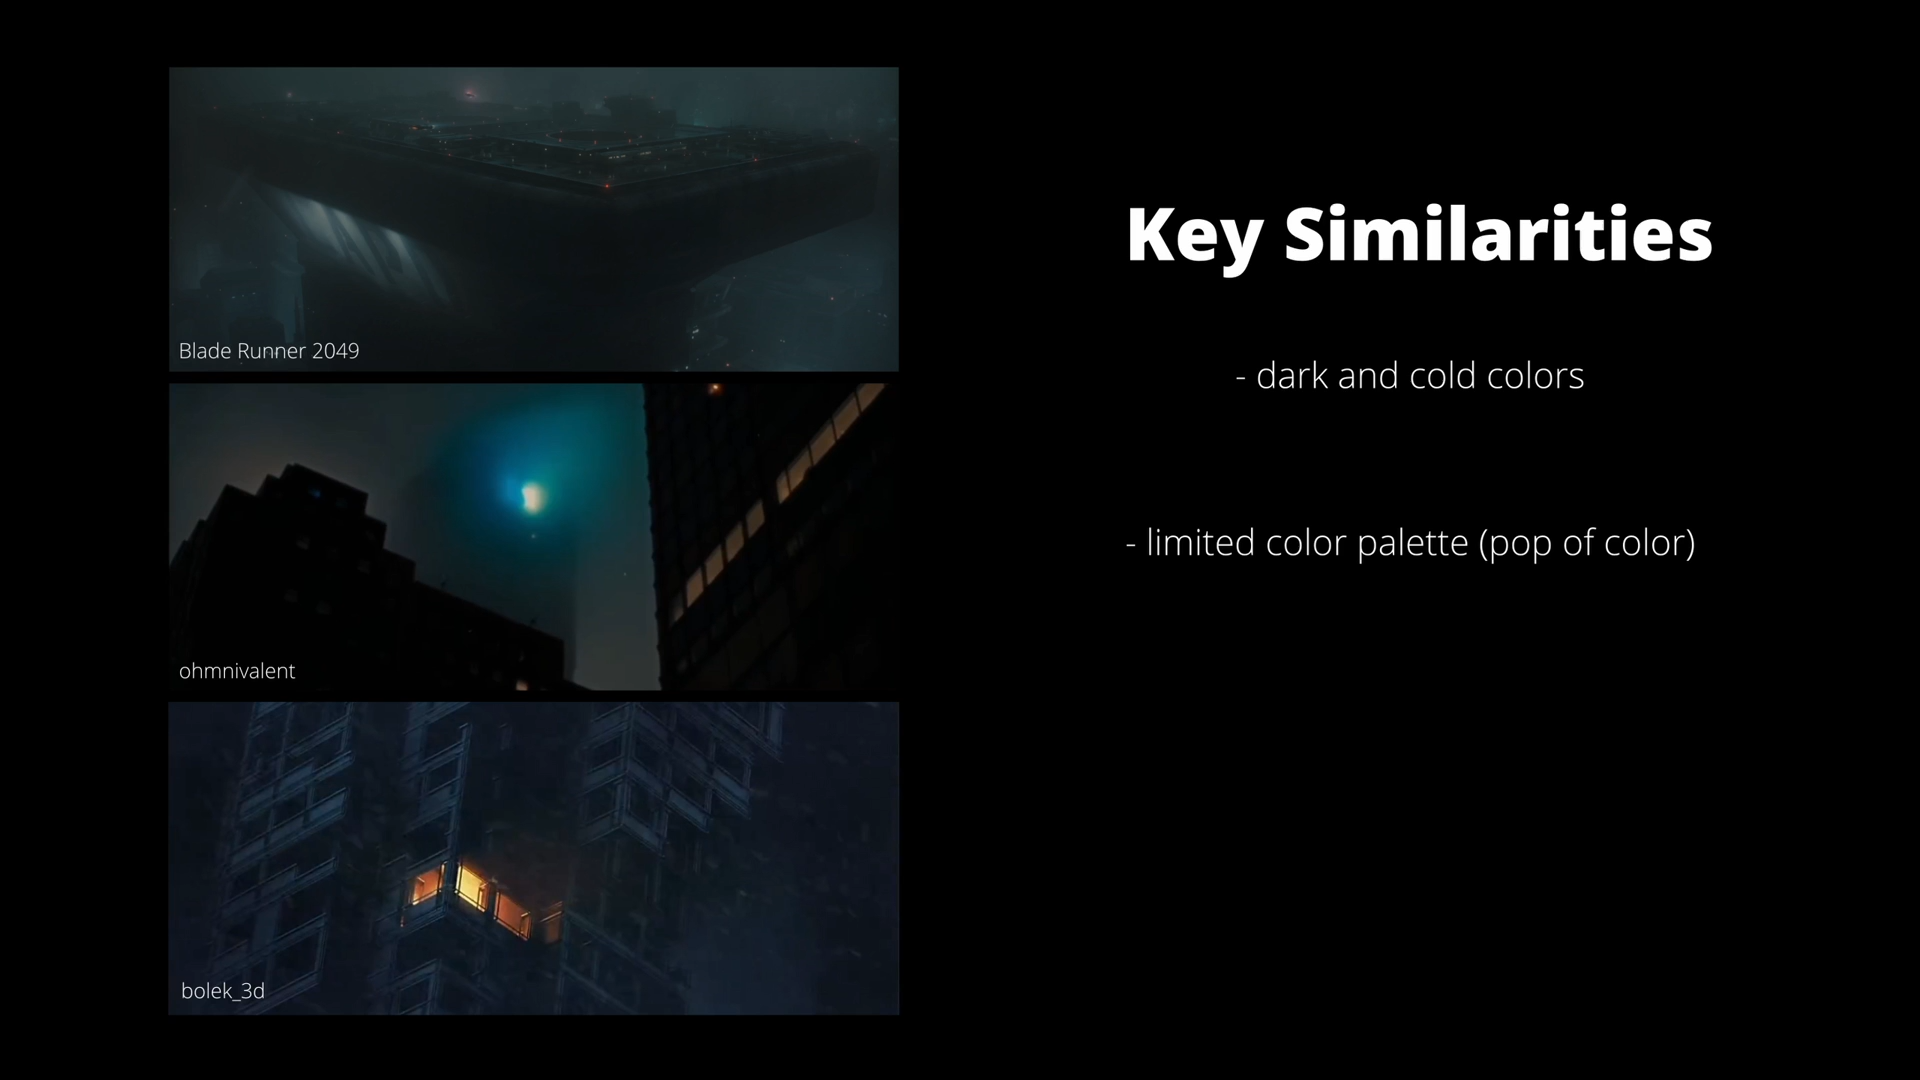 Blade Runner 2049
ohmnivalent
bolek_3d
Key Similarities
- dark and cold colors
- limited color palette (pop of color)